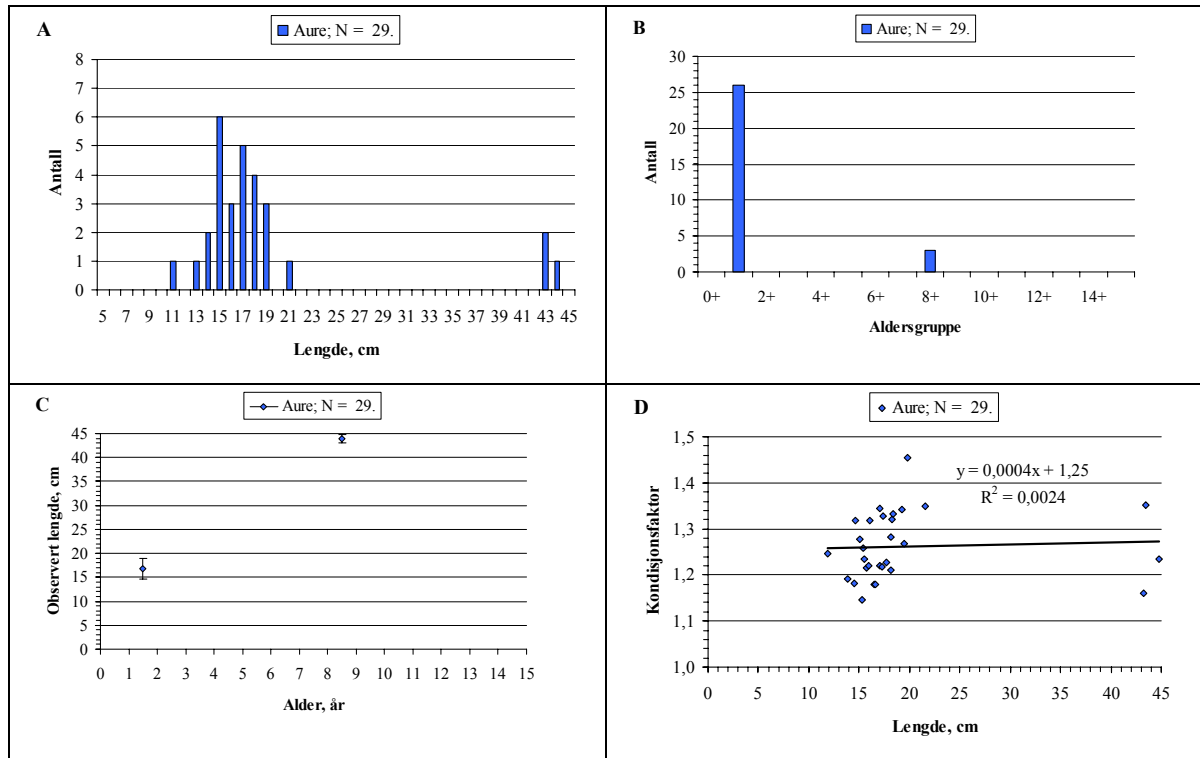 A
Aure; N = 29.
Antall
8
7
6
5
4
3
2
1
0
5 7 9 11 13 15 17 19 21 23 25 27 29 31 33 35 37 39 41 43 45
Lengde, cm
B
Aure; N = 29.
Antall
30
25
20
15
10
5
0
0+ 2+ 4+ 6+ 8+ 10+ 12+ 14+
Aldersgruppe
C
Aure; N = 29.
Observert lengde, cm
45
40
35
30
25
20
15
10
5
0
0 1 2 3 4 5 6 7 8 9 10 11 12 13 14 15
Alder, år
D
Aure; N = 29.
Kondisjonsfaktor
1,5
1,4
1,3
1,2
1,1
1,0
y = 0,0004x + 1,25
R² = 0,0024
0 5 10 15 20 25 30 35 40 45
Lengde, cm